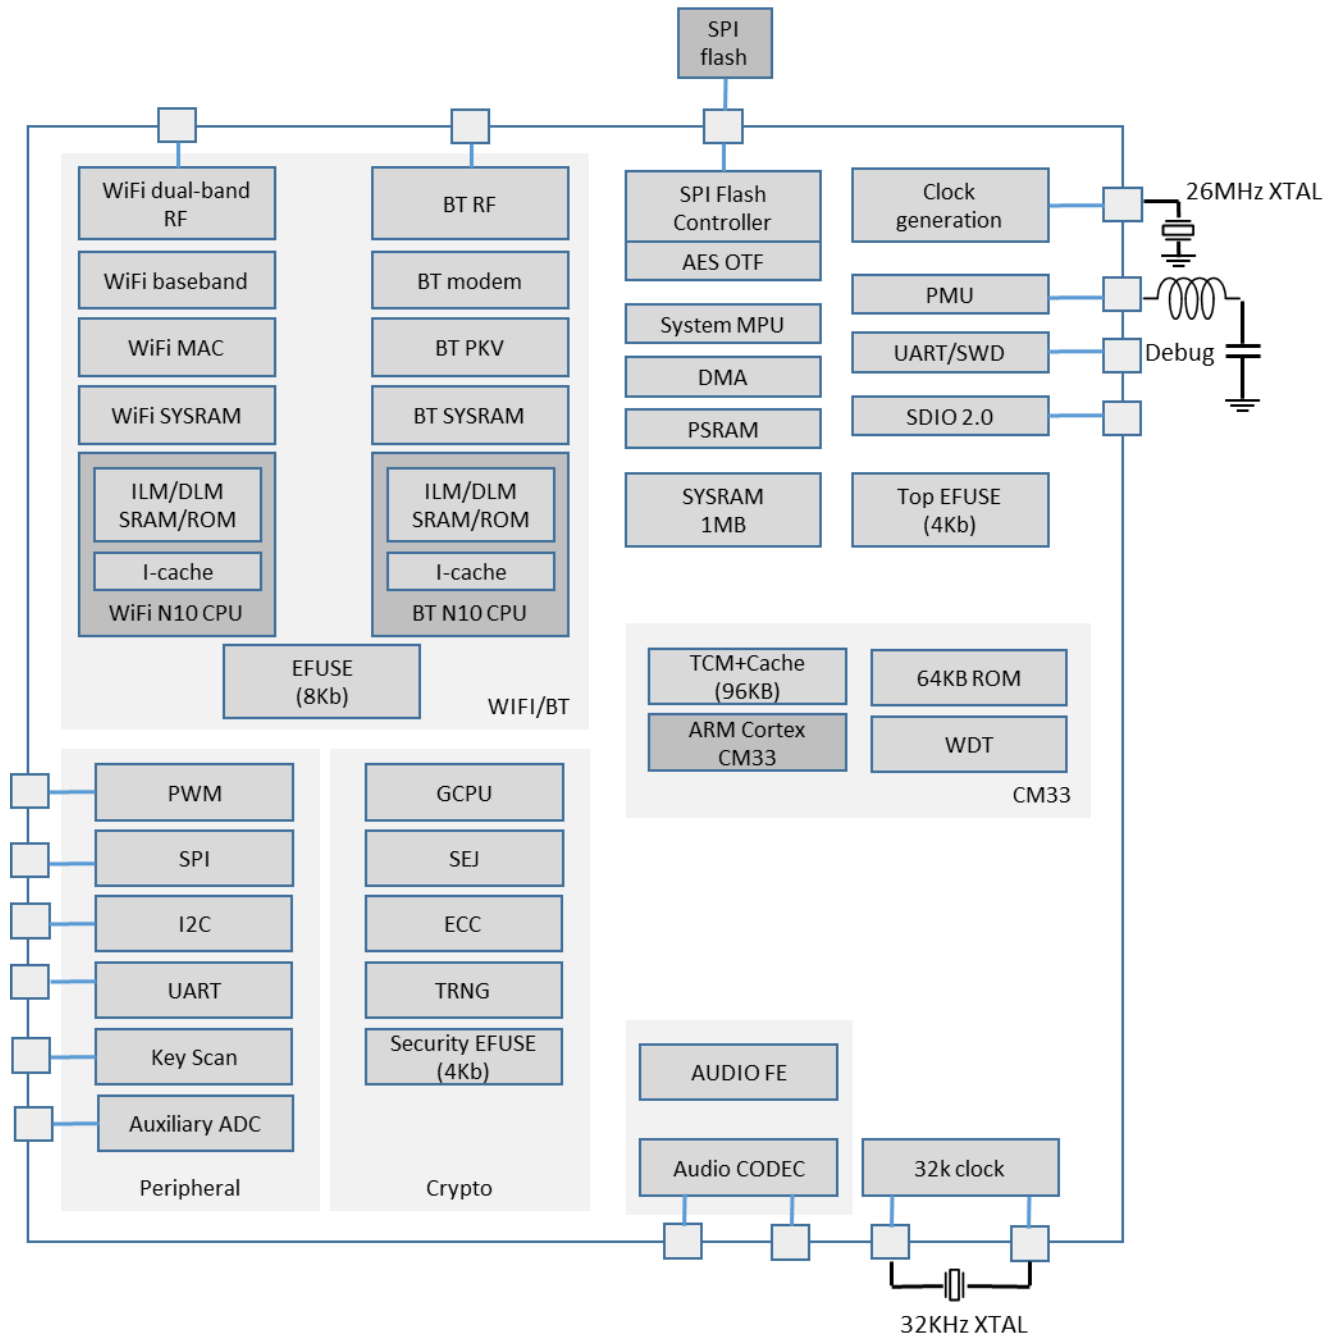 SPI
flash
WiFi dual-band
RF
WiFi baseband
WiFi MAC
WiFi SYSRAM
ILM/DLM
SRAM/ROM
I-cache
WiFi N10 CPU
BT RF
BT modem
BT PKV
BT SYSRAM
ILM/DLM
SRAM/ROM
I-cache
BT N10 CPU
EFUSE
(8Kb)
WIFI/BT
SPI Flash
Controller
AES OTF
System MPU
DMA
PSRAM
SYSRAM
1MB
Clock
generation
PMU
UART/SWD
SDIO 2.0
Top EFUSE
(4Kb)
26MHz XTAL
Debug
TCM+Cache
(96KB)
ARM Cortex
CM33
64KB ROM
WDT
CM33
PWM
SPI
I2C
UART
Key Scan
Auxiliary ADC
Peripheral
GCPU
SEJ
ECC
TRNG
Security EFUSE
(4Kb)
Crypto
AUDIO FE
Audio CODEC
32k clock
32KHz XTAL